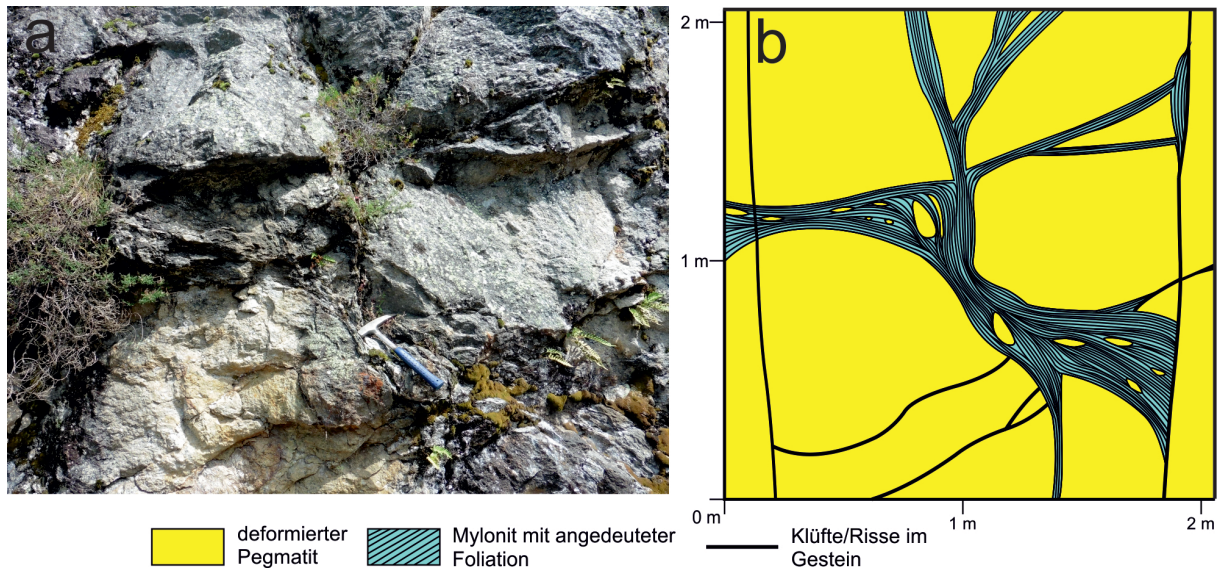 a
b
2 m
1 m
0 m
1 m
2 m
deformierter
Pegmatit
Mylonit mit angedeuteter
Foliation
Klüfte/Risse im
Gestein